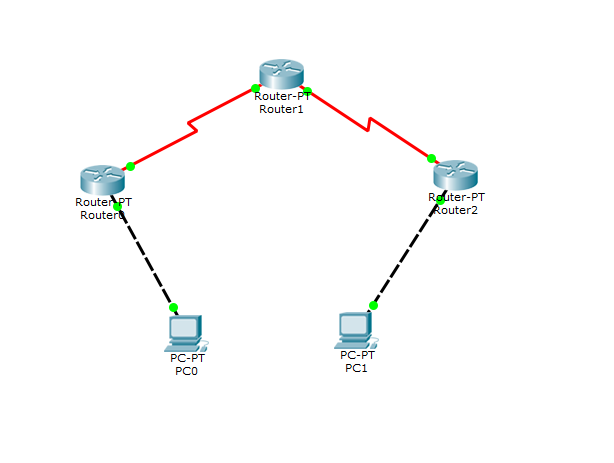 Router-PT
Router1
Router-PT
Router0
Router-PT
Router2
PC-PT
PC0
PC-PT
PC1